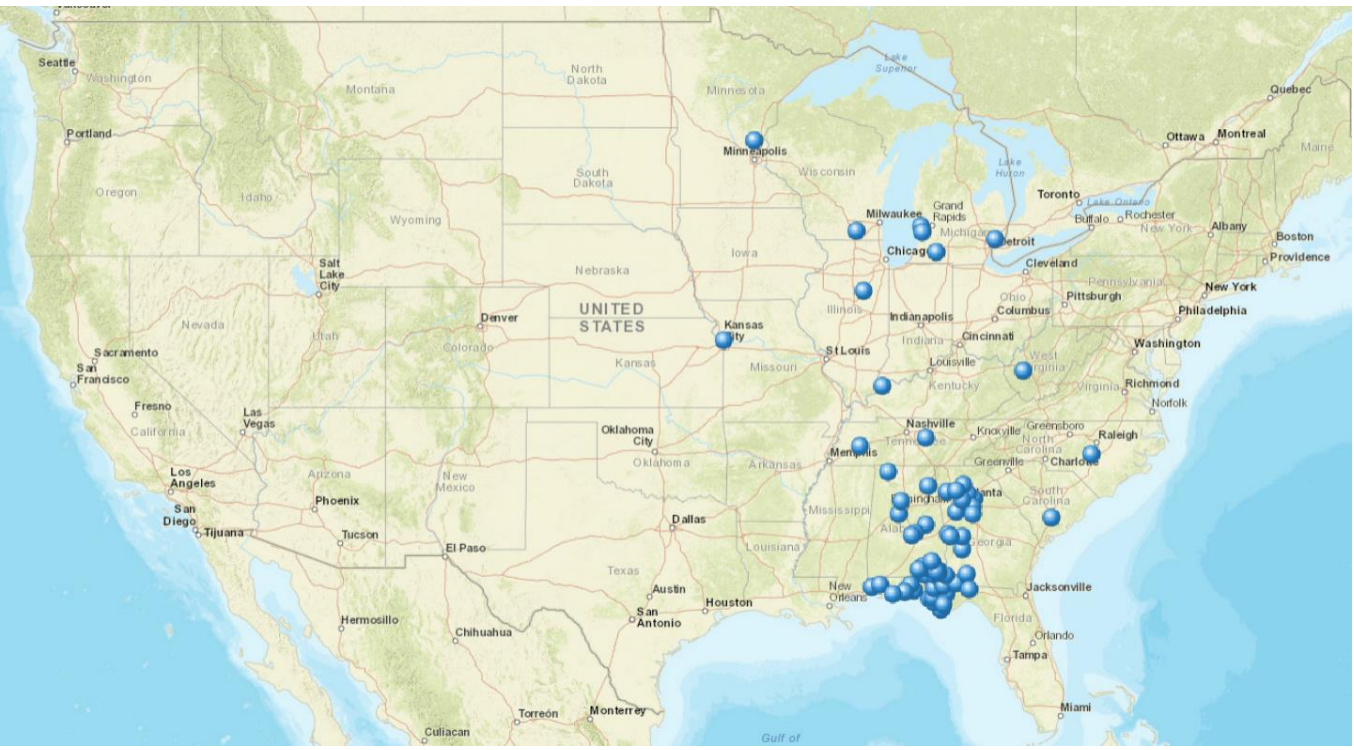 Lake
Superior
Seattle
Washington
North
Dakota
Montana
Minnesota
Quebec
Portland
Ottawa
Montreal
Maine
Minneapolis
Lake
Huron
Oregon
Idaho
South
Dakota
Wisconsin
Toronto
Lake Ontario
Wyoming
Milwaukee
Grand
Rapids
Buffalo
Rochester
New York
Albany
Michigan
Detroit
Boston
Iowa
Chicag
Providence
Salt
Lake
City
Nebraska
Cleveland
Pennsylvania
New York
UNITED
STATES
Illinois
Ohio
Pittsburgh
Columbus
Philadelphia
Denver
Nevada
Utah
Colorado
Kansas
ity
Indianapolis
Indiana
Cincinnati
Washington
Sacramento
San
Francisco
Kansas
Missouri
St Louis
Louisville
West
irginia
Kentucky
Virginia
Richmond
Norfolk
Fresno
California
Las
Vegas
Oklahoma
City
Oklahoma
Nashville
Tennessee
Knoxville
Greensboro
Raleigh
North
Carolina
Memphis
Charlotte
Greenville
Los
Angeles
Arizona
New
Mexico
Arkansas
Phoenix
San
Diego
Tijuana
Tucson
Mississippi
South
Carolina
Georgia
Dallas
El Paso
Louisiana
Texas
Austin
San
Antonio
Houston
New
Orleans
Jacksonville
Florida
Hermosillo
Chihuahua
Orlando
Tampa
Torreón
Monterrey
Miami
Culiacan
Gulf of